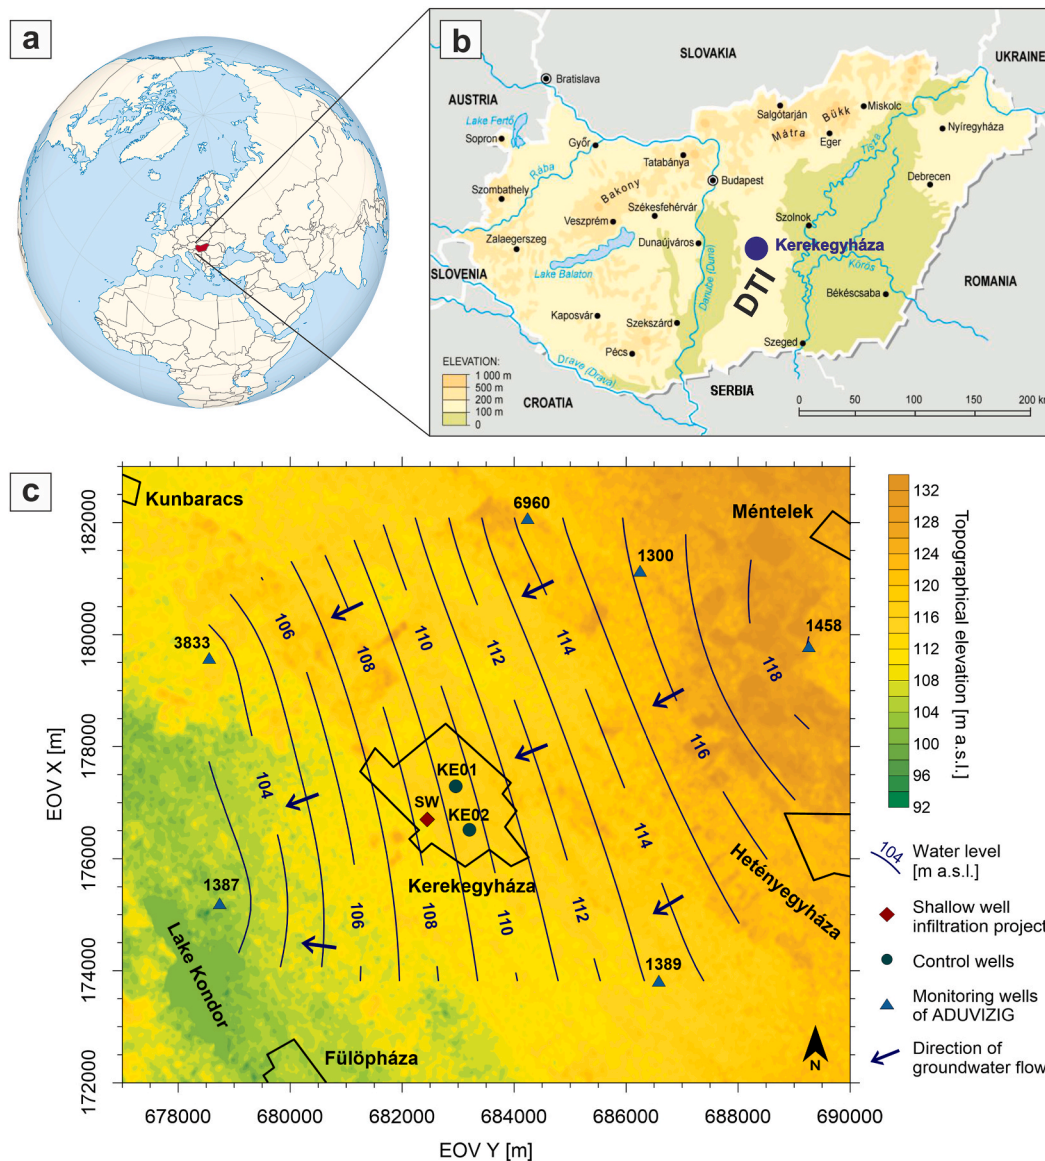 a
b
SLOVAKIA
UKRAINE
Bratislava
AUSTRIA
Lake Fertő
Sopron
Győr
Rába
Tatabánya
Salgótarján
Bükk
Miskolc
Mátra
Eger
Tisza
Nyíregyháza
Budapest
Debrecen
Szombathely
Bakony
Székesfehérvár
Veszprém
Szolnok
Zalaegerszeg
Dunaújváros
Kerekegyháza
SLOVENIA
Lake Balaton
Danube (Duna)
DTI
Körös
ROMANIA
Békéscsaba
Kaposvár
Szekszárd
Szeged
Pécs
Drave (Dráva)
ELEVATION:
1 000 m
500 m
200 m
100 m
0
CROATIA
SERBIA
0 50 100 150 200 km
c
Kunbaracs
6960
Méntelek
1300
1458
3833
106
108
110
112
114
118
116
104
KE01
SW
KE02
114
Kerekegyháza
Hetényegyháza
1387
106
108
110
112
Lake Kondor
1389
Fülöpháza
N
182000
180000
178000
176000
174000
172000
EOV X [m]
678000 680000 682000 684000 686000 688000 690000
EOV Y [m]
132
128
124
120
116
112
108
104
100
96
92
Topographical elevation [m a.s.l.]
104
Water level
[m a.s.l.]
Shallow well
infiltration project
Control wells
Monitoring wells
of ADUVIZIG
Direction of
groundwater flow